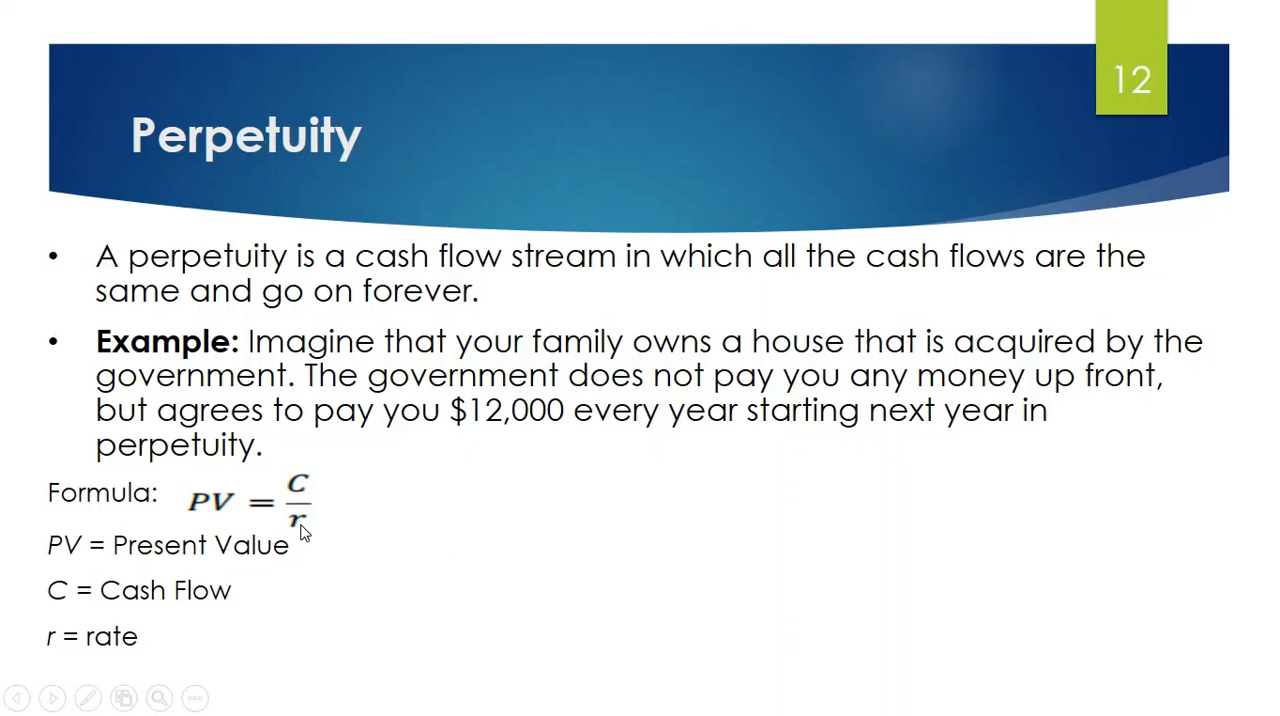 12
Perpetuity
• A perpetuity is a cash flow stream in which all the cash flows are the
same and go on forever.
• Example: Imagine that your family owns a house that is acquired by the
government. The government does not pay you any money up front,
but agrees to pay you $12,000 every year starting next year in
perpetuity.
Formula: PV = C/r
PV = Present Value
C = Cash Flow
r = rate